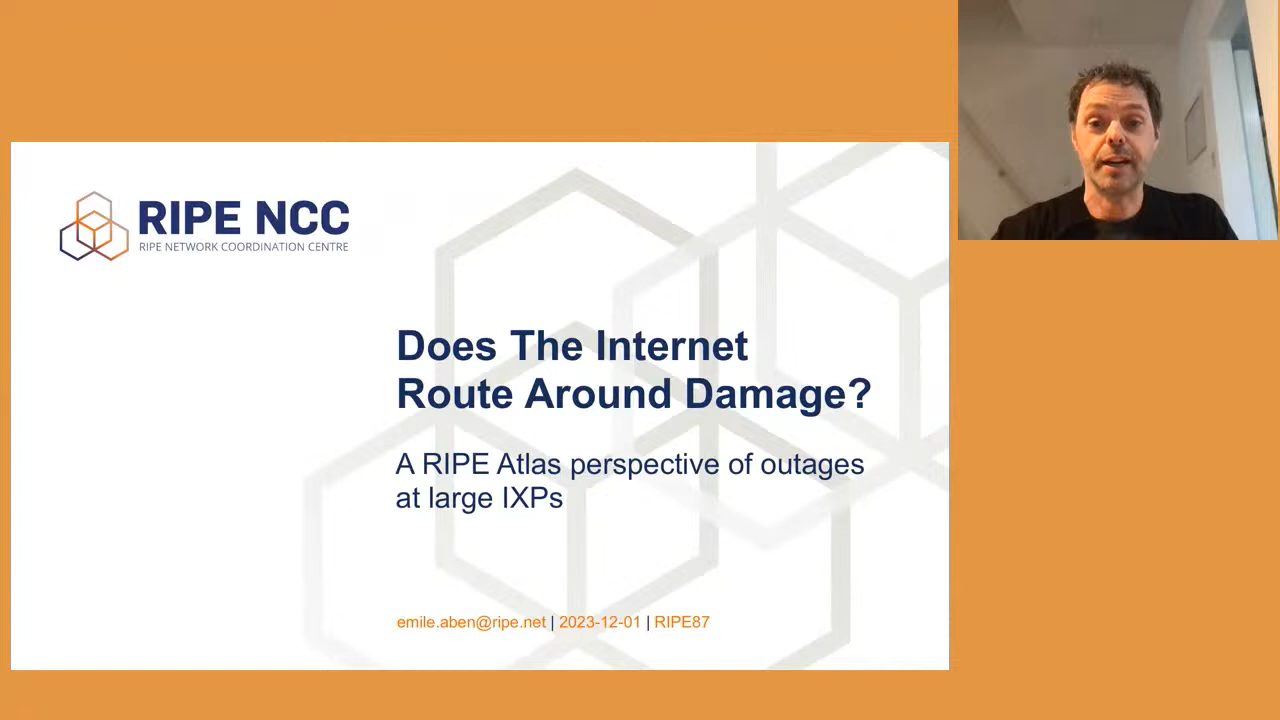 RIPE NCC
RIPE NETWORK COORDINATION CENTRE
Does The Internet
Route Around Damage?
A RIPE Atlas perspective of outages
at large IXPs
emile.aben@ripe.net | 2023-12-01 | RIPE87